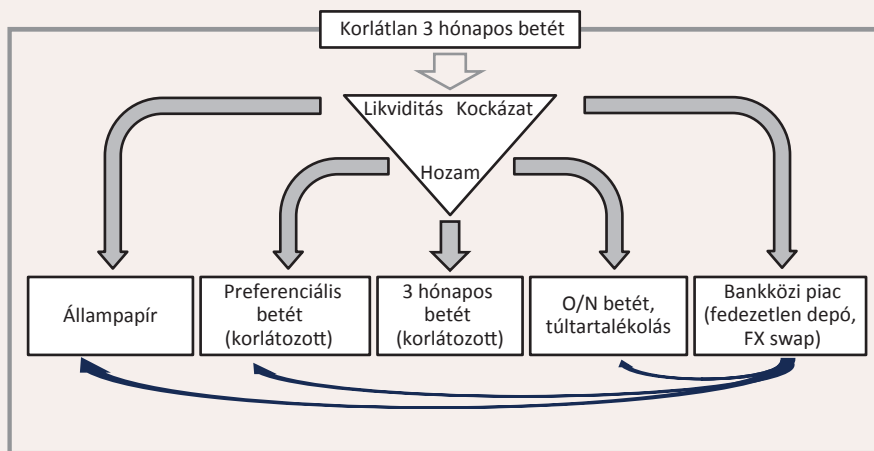 Korlátlan 3 hónapos betét
Likviditás Kockázat
Hozam
Állampapír
Preferenciális
betét
(korlátozott)
3 hónapos
betét
(korlátozott)
O/N betét,
túltartalékolás
Bankközi piac
(fedezetlen depó,
FX swap)